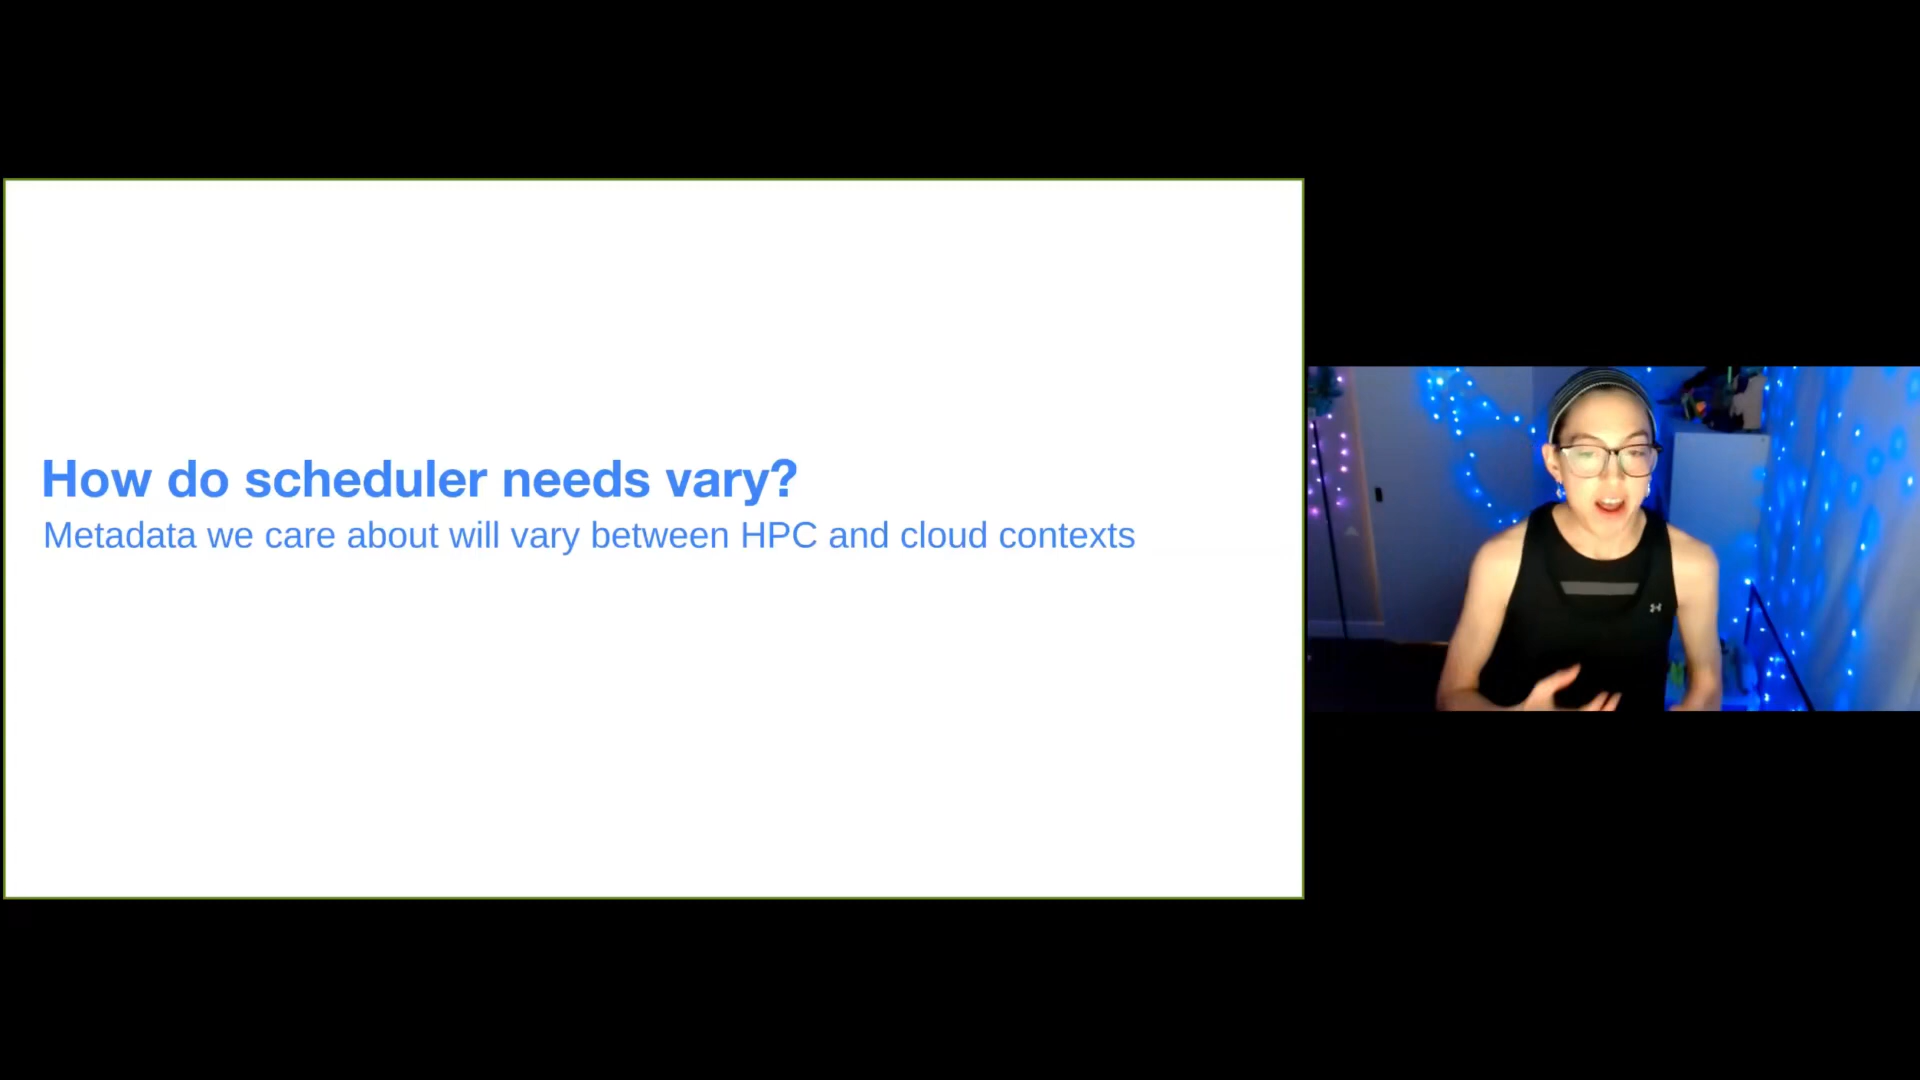 How do scheduler needs vary?
Metadata we care about will vary between HPC and cloud contexts